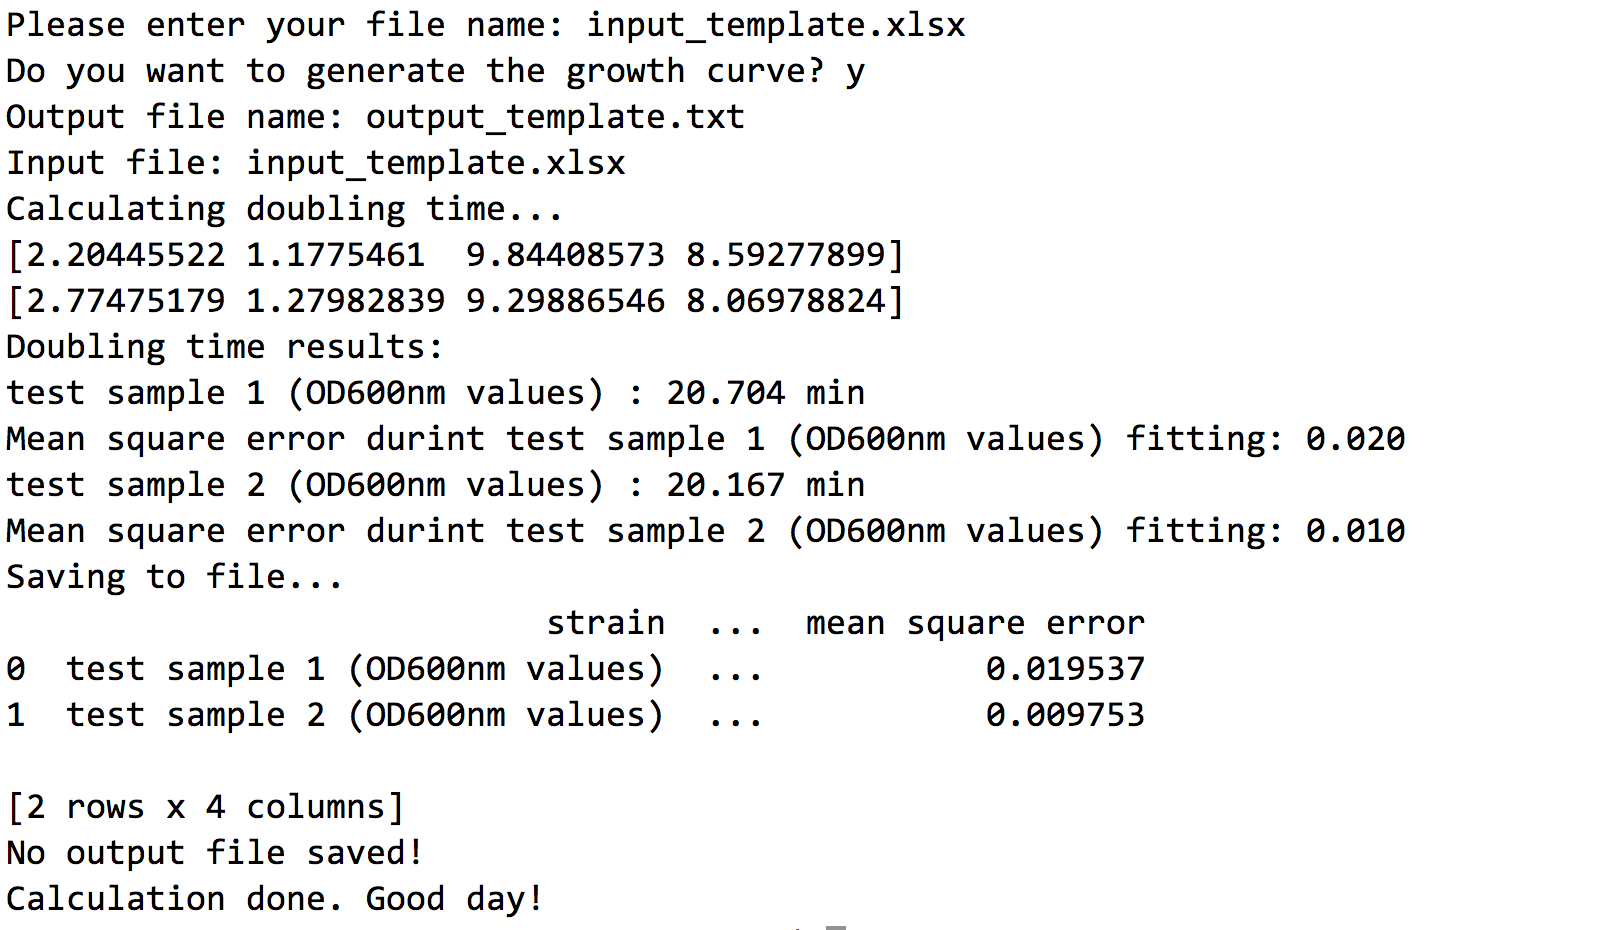 Please enter your file name: input_template.xlsx
Do you want to generate the growth curve? y
Output file name: output_template.txt
Input file: input_template.xlsx
Calculating doubling time...
[2.20445522 1.1775461  9.84408573 8.59277899]
[2.77475179 1.27982839 9.29886546 8.06978824]
Doubling time results:
test sample 1 (OD600nm values) : 20.704 min
Mean square error durint test sample 1 (OD600nm values) fitting: 0.020
test sample 2 (OD600nm values) : 20.167 min
Mean square error durint test sample 2 (OD600nm values) fitting: 0.010
Saving to file...
                           strain  ...  mean square error
0  test sample 1 (OD600nm values)  ...           0.019537
1  test sample 2 (OD600nm values)  ...           0.009753
[2 rows x 4 columns]
No output file saved!
Calculation done. Good day!